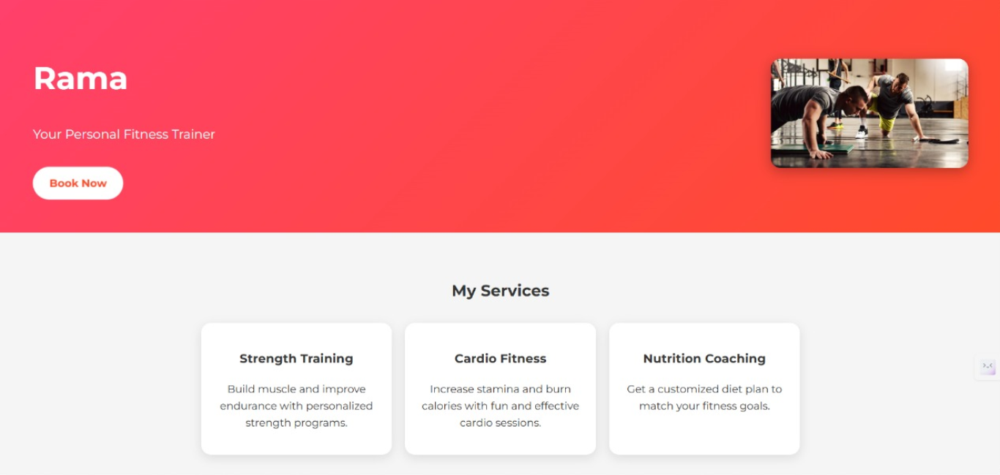 Rama
Your Personal Fitness Trainer
Book Now
My Services
Strength Training
Build muscle and improve
endurance with personalized
strength programs.
Cardio Fitness
Increase stamina and burn
calories with fun and effective
cardio sessions.
Nutrition Coaching
Get a customized diet plan to
match your fitness goals.